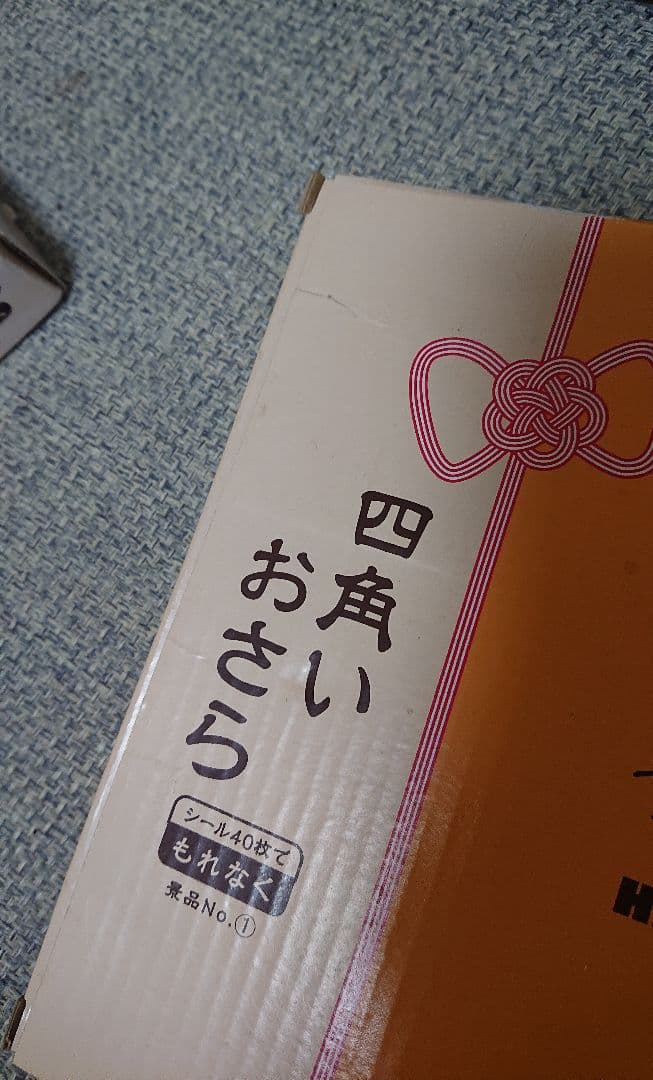 四角い
おさら
シール40枚で
もれなく
景品No.①